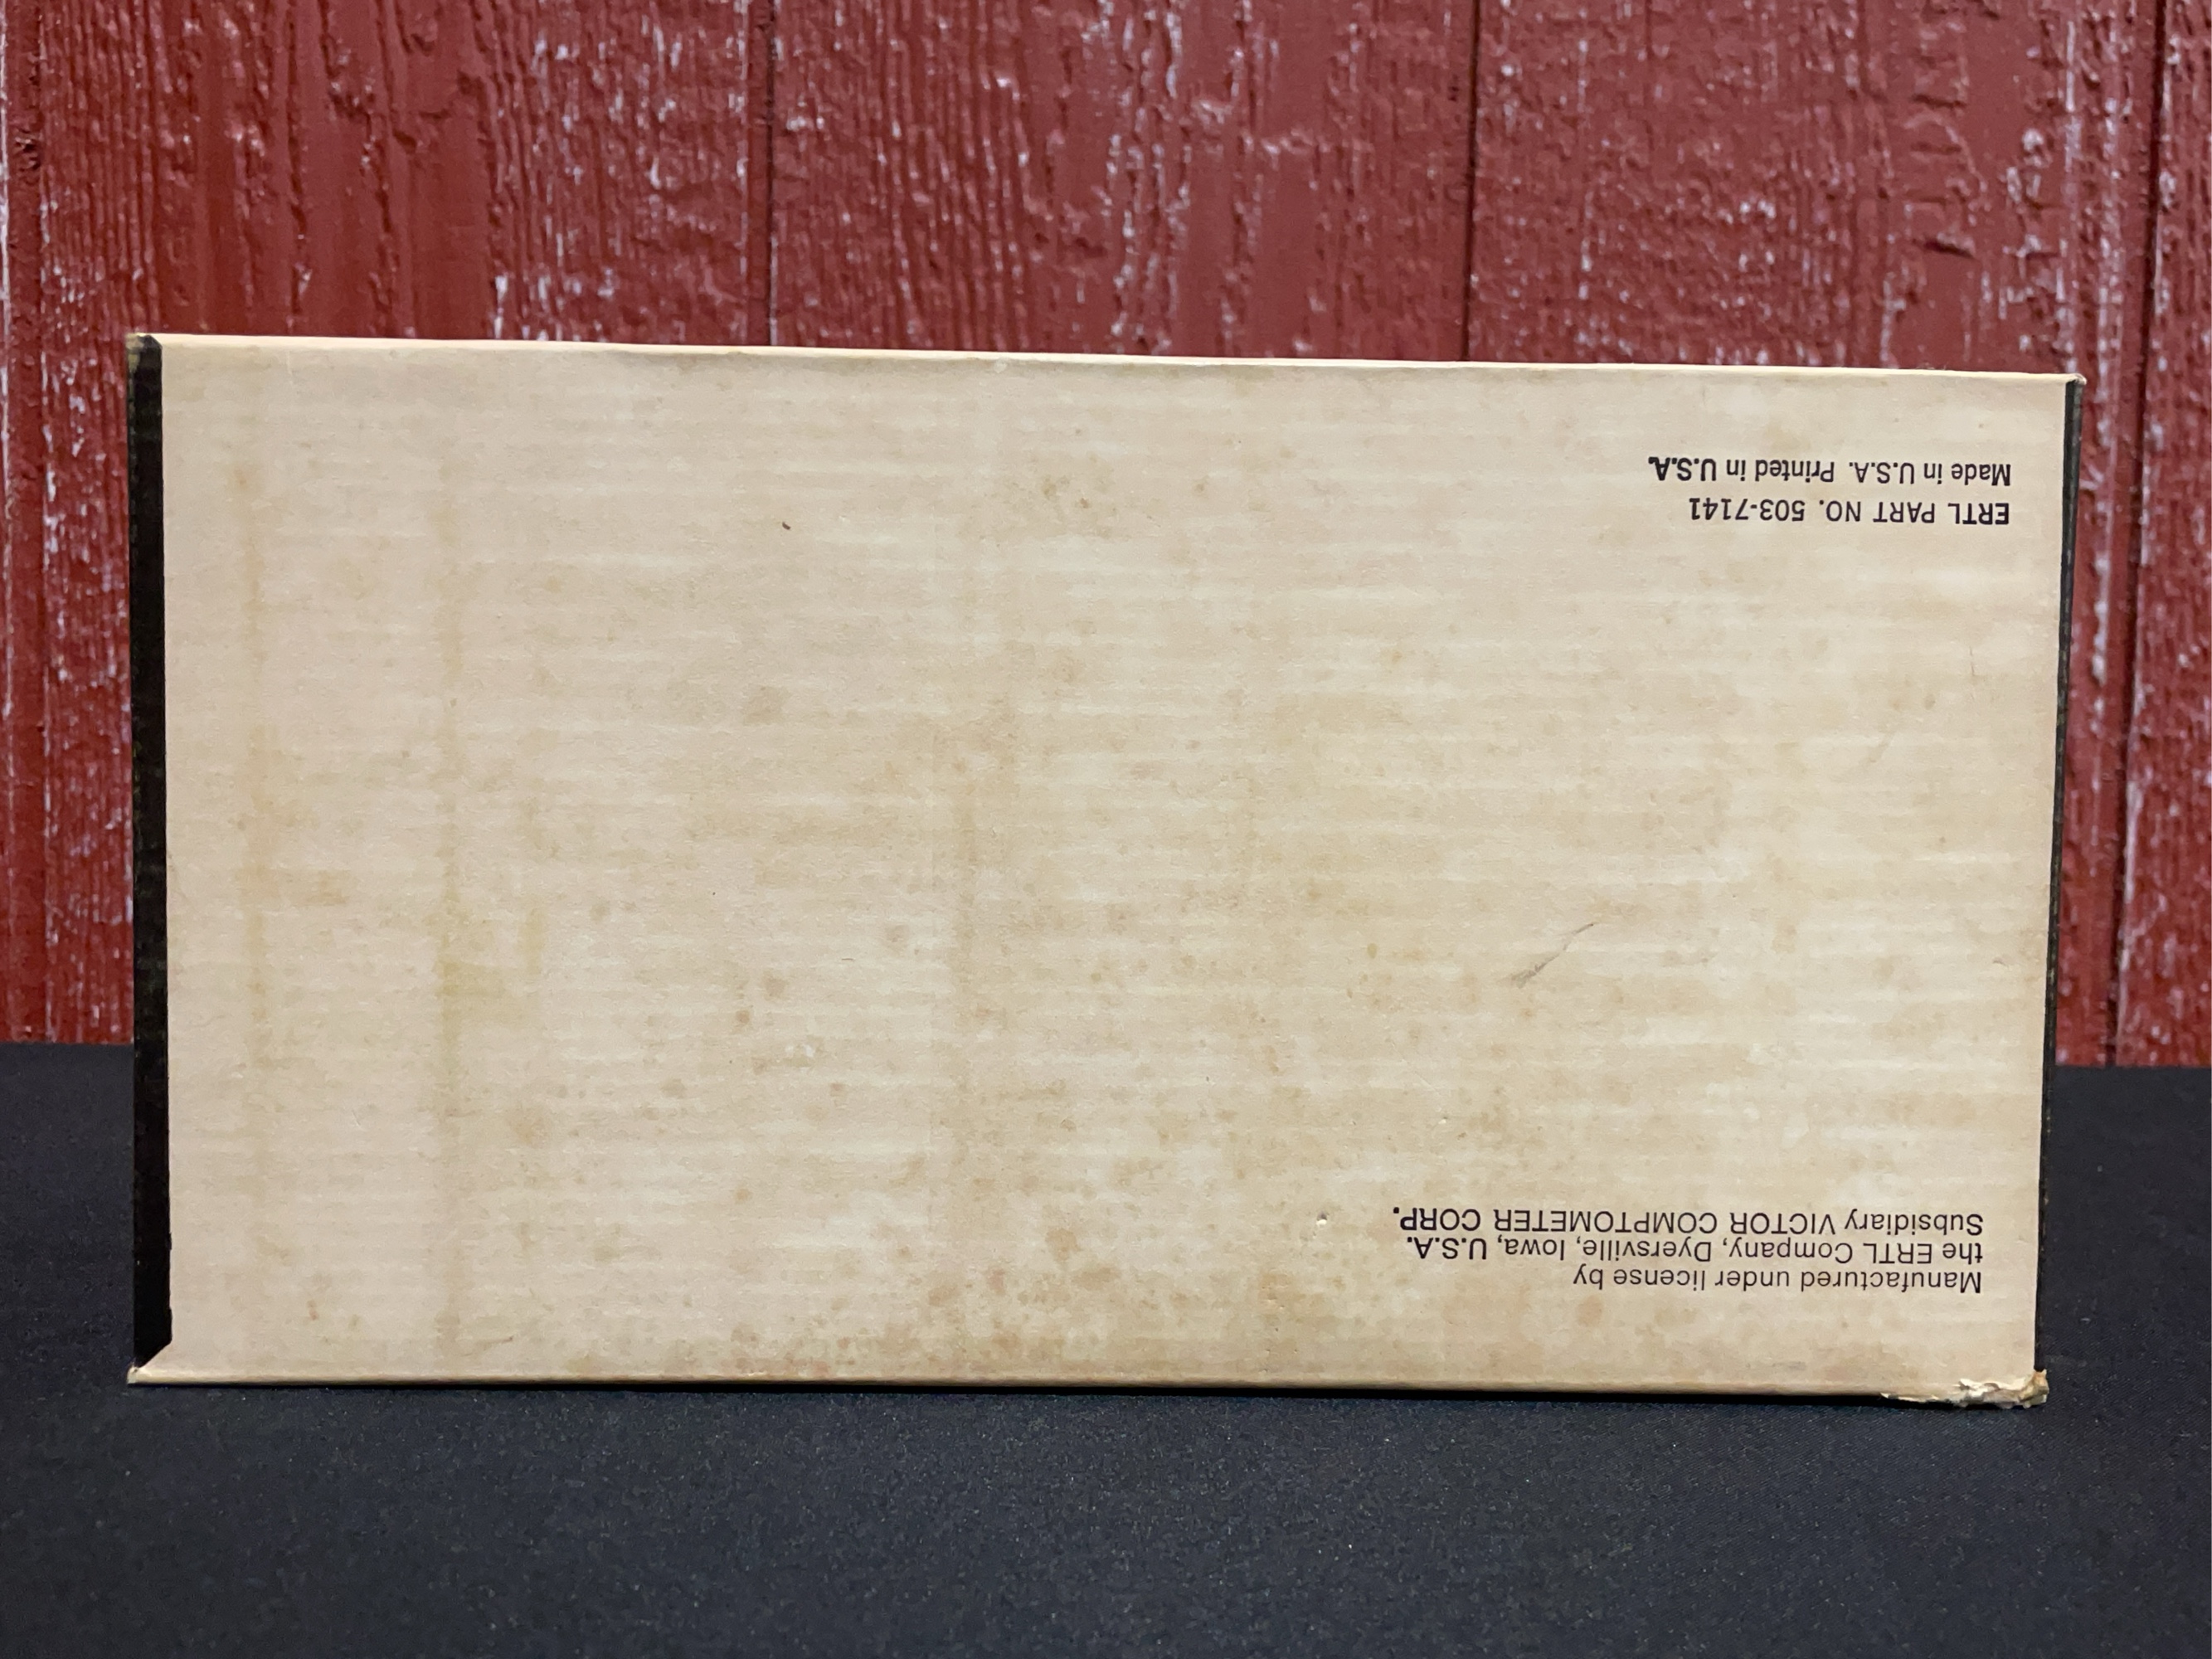 Manufactured under license by
the ERTL Company, Dyersville, Iowa, U.S.A.
Subsidiary VICTOR COMPTOMETER CORP.
ERTL PART NO. 503-7141
Made in U.S.A. Printed in U.S.A.